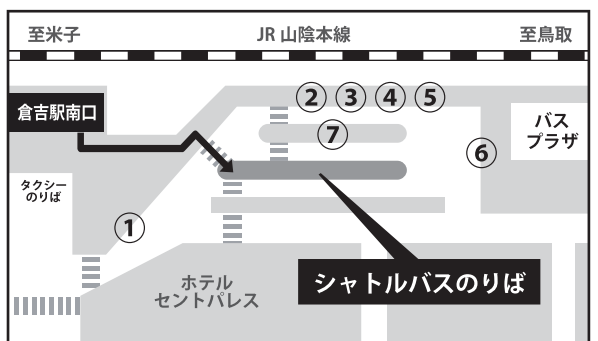 至米子
JR 山陰本線
至鳥取
倉吉駅南口
② ③ ④ ⑤
バス
プラザ
⑦
⑥
タクシー
のりば
①
シャトルバスのりば
ホテル
セントパレス